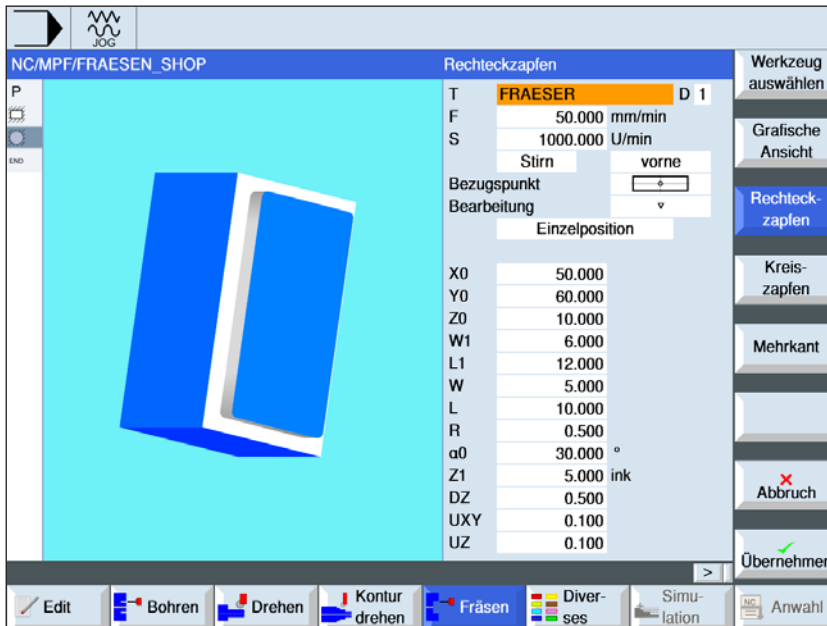 JOG
NC/MPF/FRAESEN_SHOP
Rechteckzapfen
P
END
T FRAESER D 1
F 50.000 mm/min
S 1000.000 U/min
Stirn vorne
Bezugspunkt
Bearbeitung ▿
Einzelposition
X0 50.000
Y0 60.000
Z0 10.000
W1 6.000
L1 12.000
W 5.000
L 10.000
R 0.500
α0 30.000 °
Z1 5.000 ink
DZ 0.500
UXY 0.100
UZ 0.100
>
Werkzeug
auswählen
Grafische
Ansicht
Rechteck-
zapfen
Kreis-
zapfen
Mehrkant
Abbruch
Übernehmen
Edit
Bohren
Drehen
Kontur
drehen
Fräsen
Diver-
ses
Simu-
lation
NC
Anwahl